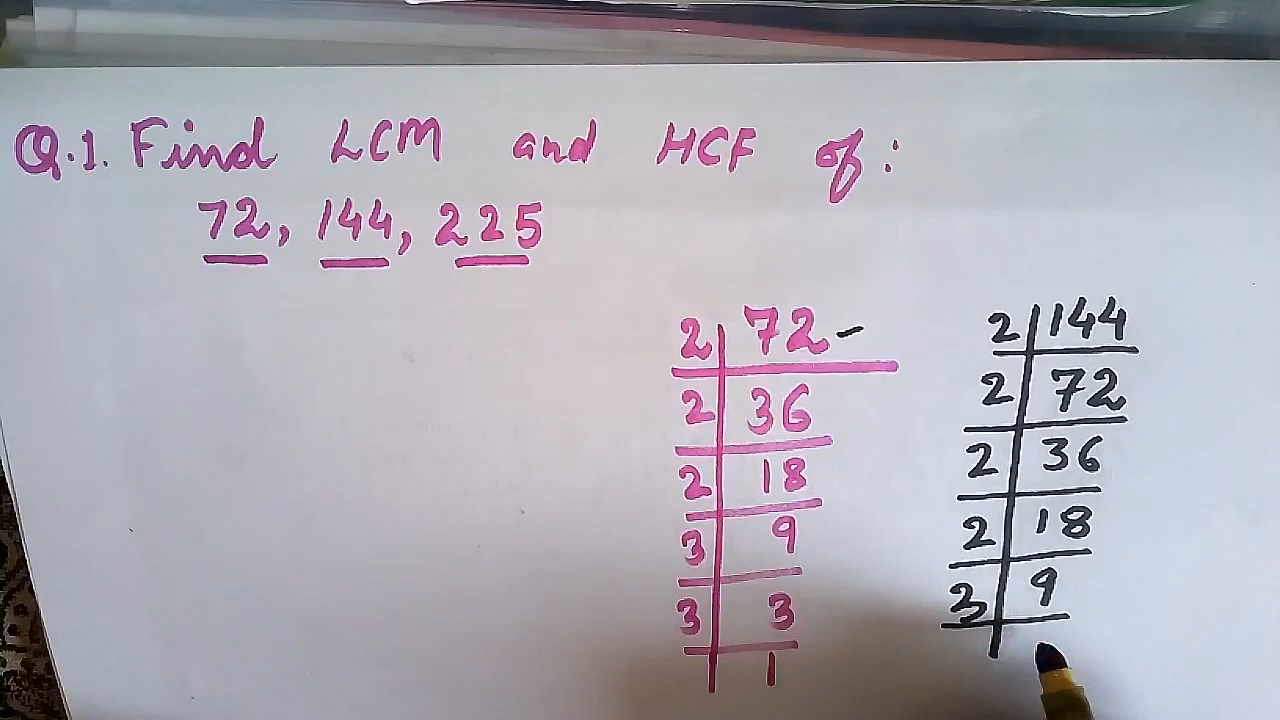 Q.1. Find LCM and HCF of:
72, 144, 225
2 | 72 -
2 | 36
2 | 18
3 | 9
3 | 3
1
2 | 144
2 | 72
2 | 36
2 | 18
3 | 9